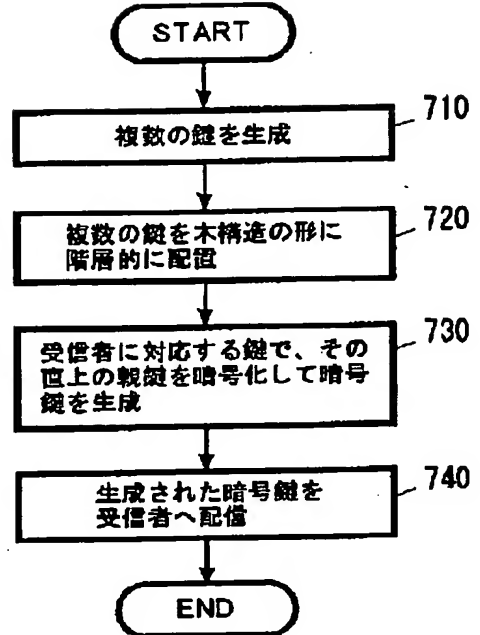 START
複数の鍵を生成
710
複数の鍵を木構造の形に
階層的に配置
720
受信者に対応する鍵で、その
直上の親鍵を暗号化して暗号
鍵を生成
730
生成された暗号鍵を
受信者へ配信
740
END